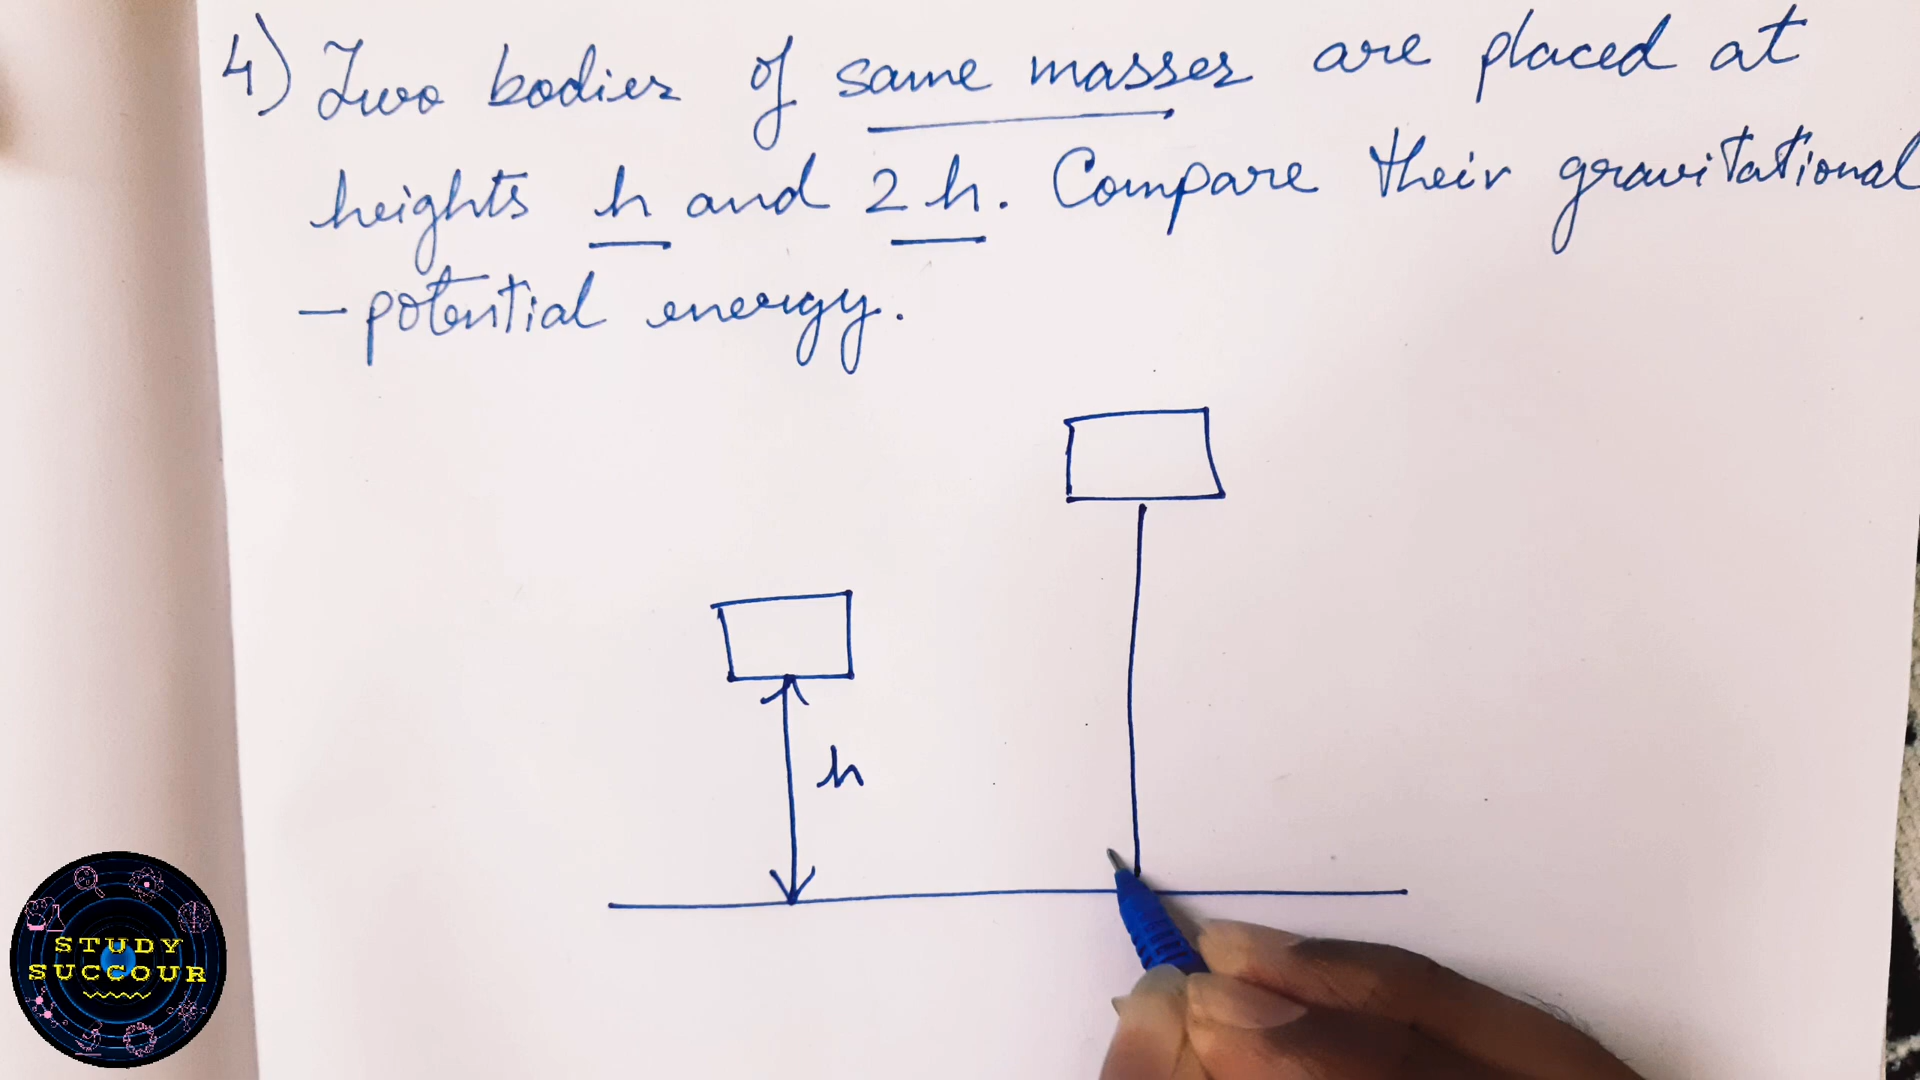 4) Two bodies of same masses are placed at
heights h and 2h. Compare their gravitational
- potential energy.
h
STUDY
SUCCOUR